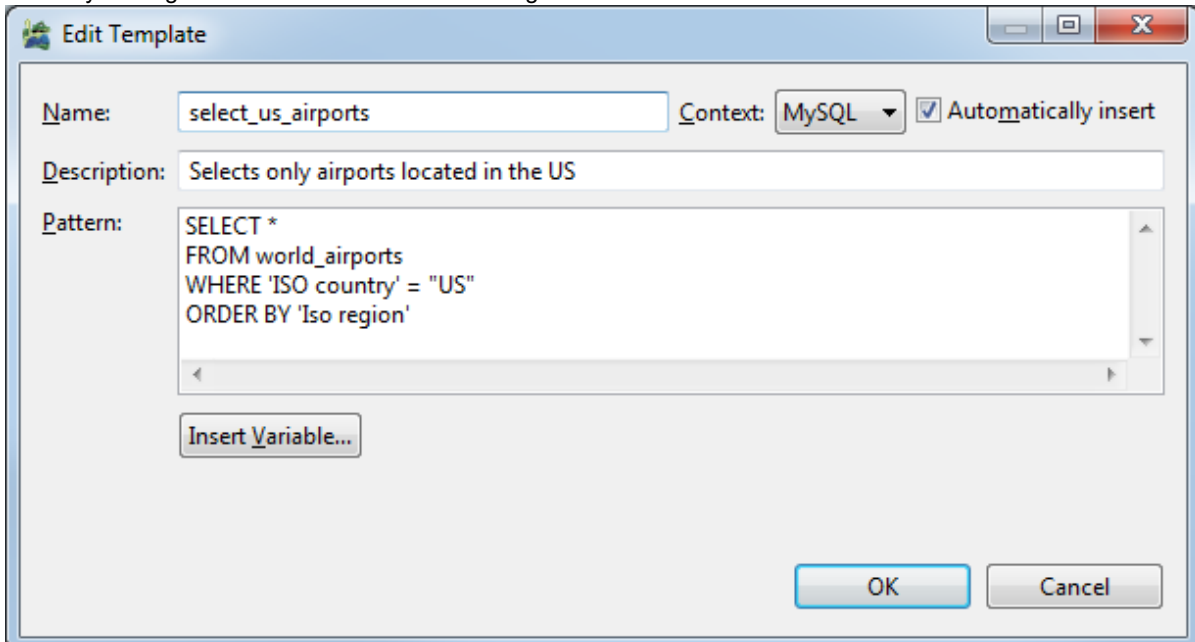 Edit Template
Name: select_us_airports Context: MySQL Automatically insert
Description: Selects only airports located in the US
Pattern: SELECT *
FROM world_airports
WHERE 'ISO country' = "US"
ORDER BY 'Iso region'
Insert Variable...
OK Cancel